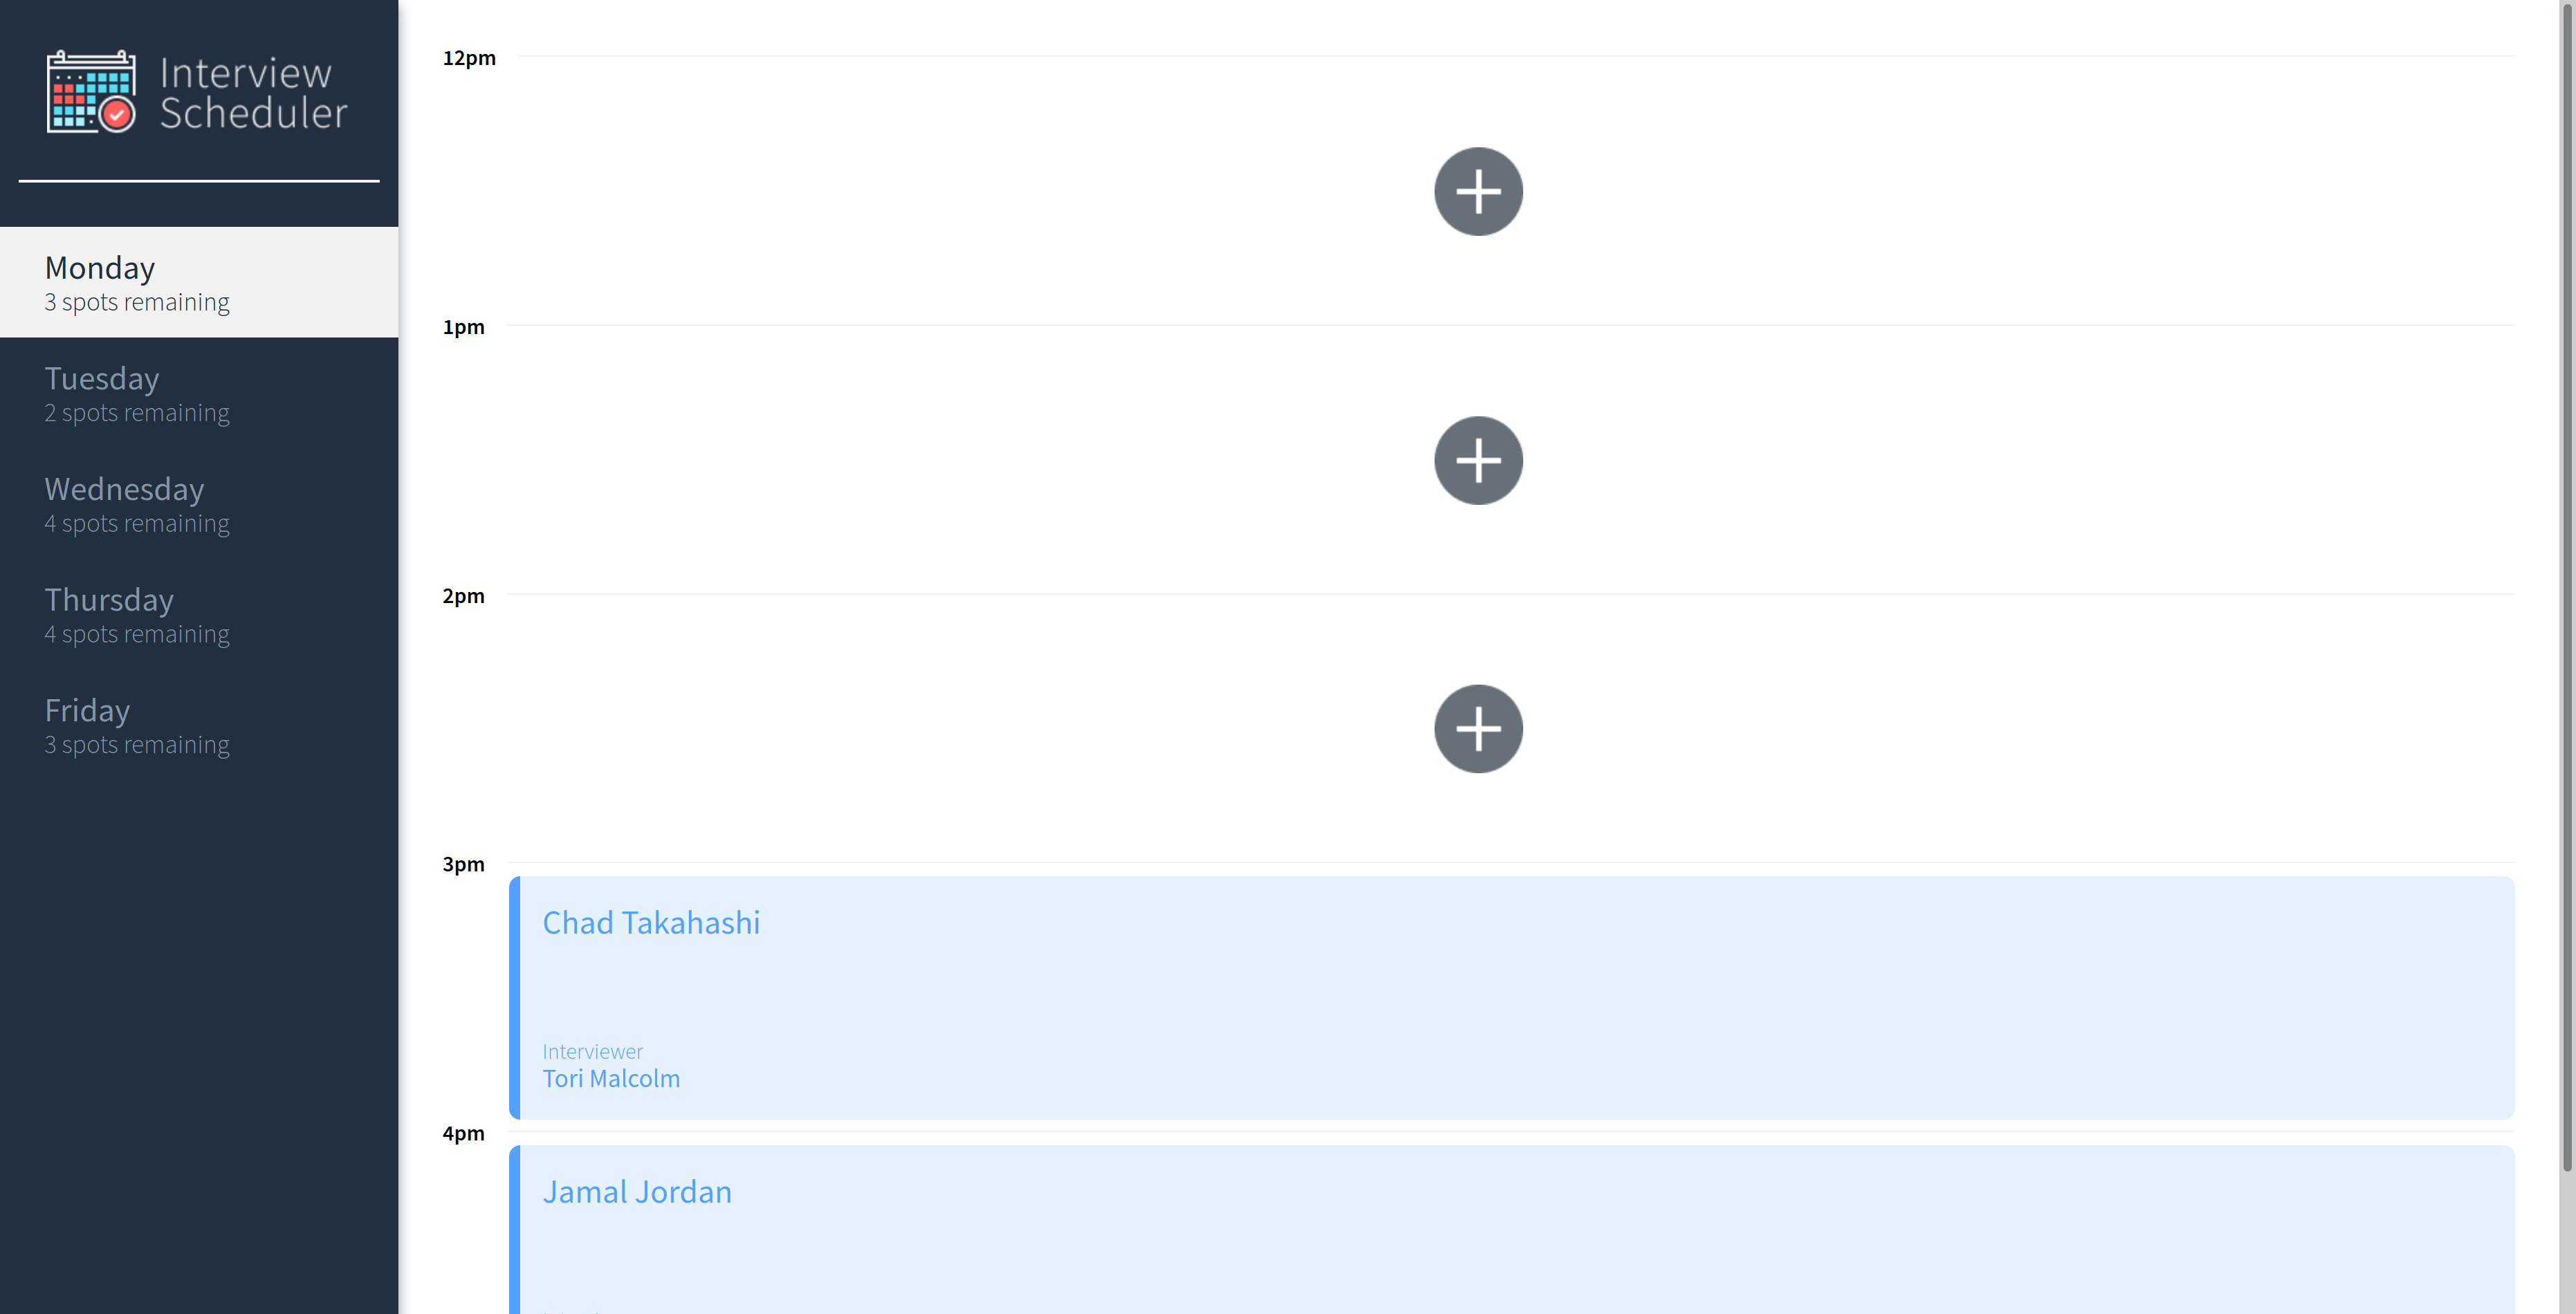 Interview
Scheduler
Monday
3 spots remaining
Tuesday
2 spots remaining
Wednesday
4 spots remaining
Thursday
4 spots remaining
Friday
3 spots remaining
12pm
1pm
2pm
3pm
Chad Takahashi
Interviewer
Tori Malcolm
4pm
Jamal Jordan